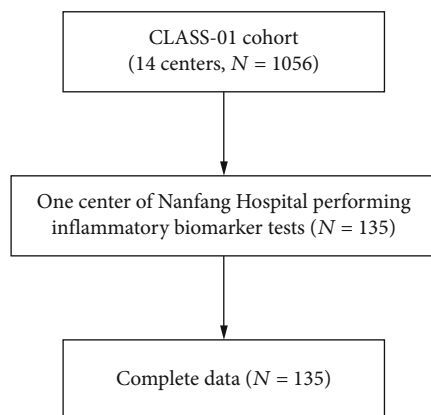 CLASS-01 cohort
(14 centers, N = 1056)
One center of Nanfang Hospital performing
inflammatory biomarker tests (N = 135)
Complete data (N = 135)